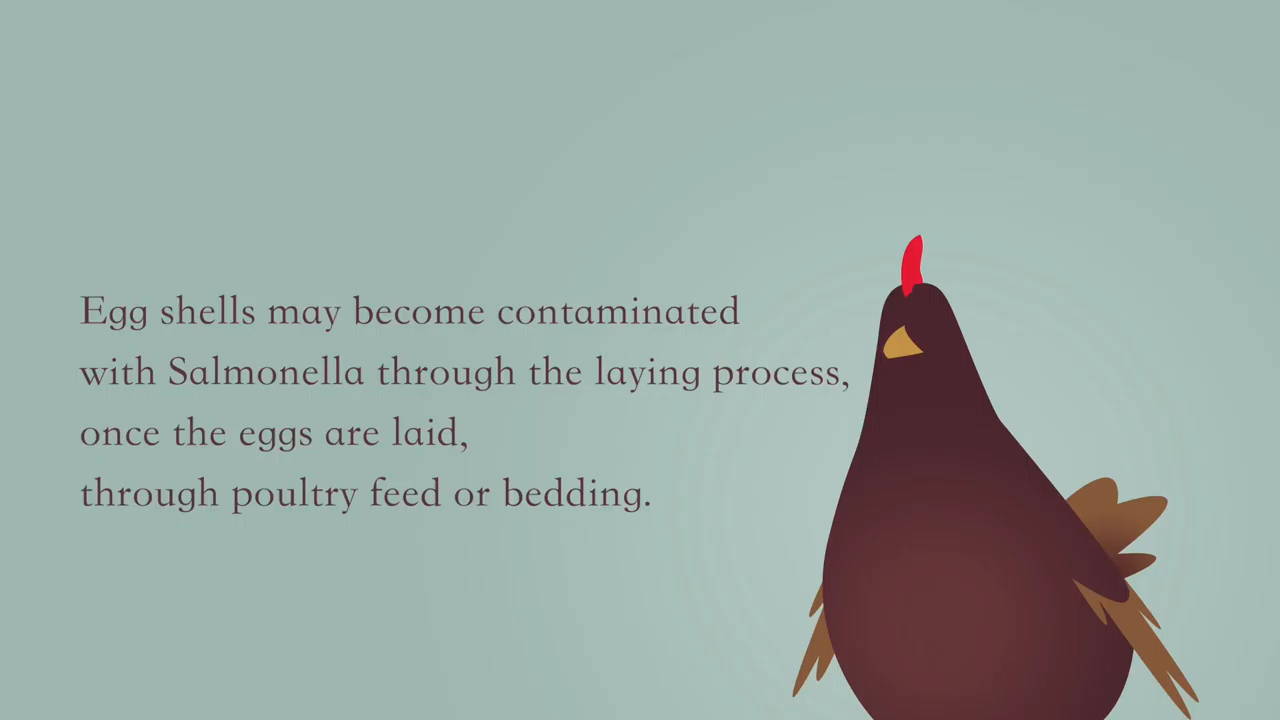 Egg shells may become contaminated
with Salmonella through the laying process,
once the eggs are laid,
through poultry feed or bedding.